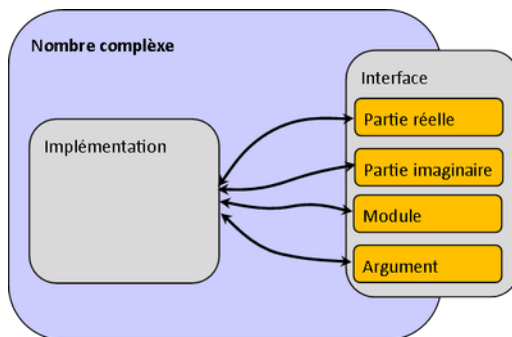 Nombre complèxe
Interface
Partie réelle
Implémentation
Partie imaginaire
Module
Argument